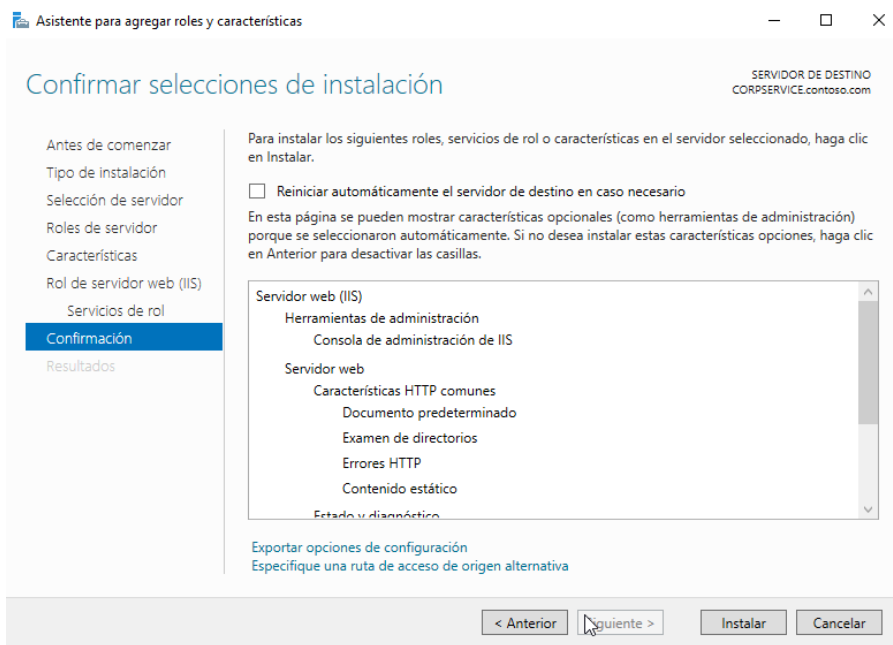 Asistente para agregar roles y características
Confirmar selecciones de instalación
SERVIDOR DE DESTINO
CORPSERVICE.contoso.com
Antes de comenzar
Tipo de instalación
Selección de servidor
Roles de servidor
Características
Rol de servidor web (IIS)
Servicios de rol
Confirmación
Resultados
Para instalar los siguientes roles, servicios de rol o características en el servidor seleccionado, haga clic
en Instalar.
Reiniciar automáticamente el servidor de destino en caso necesario
En esta página se pueden mostrar características opcionales (como herramientas de administración)
porque se seleccionaron automáticamente. Si no desea instalar estas características opciones, haga clic
en Anterior para desactivar las casillas.
Servidor web (IIS)
Herramientas de administración
Consola de administración de IIS
Servidor web
Características HTTP comunes
Documento predeterminado
Examen de directorios
Errores HTTP
Contenido estático
Estado y diagnóstico
Exportar opciones de configuración
Especifique una ruta de acceso de origen alternativa
< Anterior
Siguiente >
Instalar
Cancelar